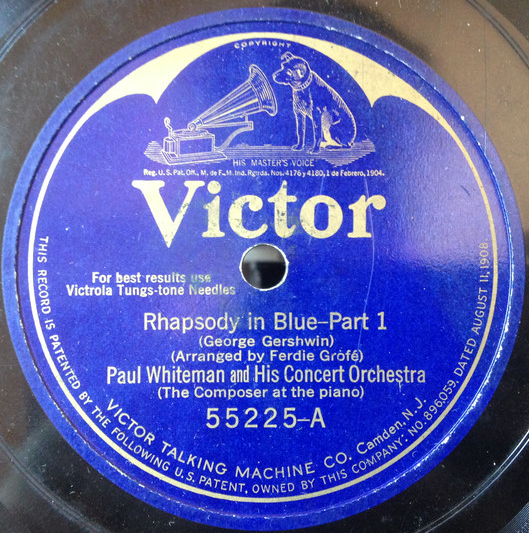 COPYRIGHT
HIS MASTER'S VOICE
Reg. U.S. Pat. Off., M. de F. M. Ind. Rgrda. Nos. 4176 y 4180, 1 de Febrero, 1904.
Victor
For best results use
Victrola Tungs-tone Needles
Rhapsody in Blue–Part 1
(George Gershwin)
(Arranged by Ferdie Grófé)
Paul Whiteman and His Concert Orchestra
(The Composer at the piano)
55225–A
VICTOR TALKING MACHINE CO. Camden, N.J.
THIS RECORD IS PATENTED BY THE FOLLOWING U.S. PATENT, OWNED BY THIS COMPANY: NO. 896,059, DATED AUGUST 11, 1908.